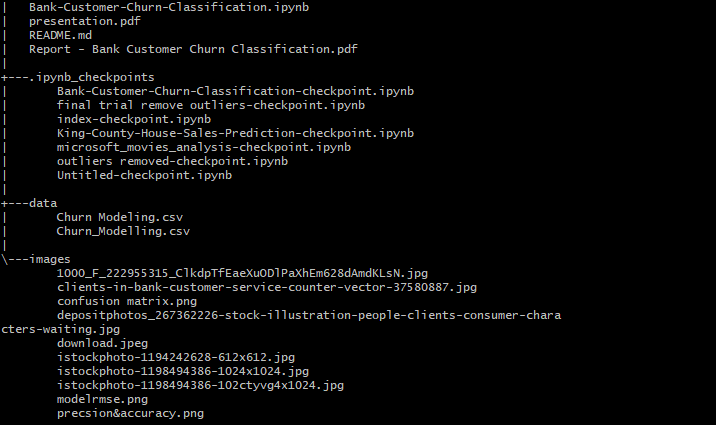 |   Bank-Customer-Churn-Classification.ipynb
|   presentation.pdf
|   README.md
|   Report - Bank Customer Churn Classification.pdf
|
+---.ipynb_checkpoints
|       Bank-Customer-Churn-Classification-checkpoint.ipynb
|       final trial remove outliers-checkpoint.ipynb
|       index-checkpoint.ipynb
|       King-County-House-Sales-Prediction-checkpoint.ipynb
|       microsoft_movies_analysis-checkpoint.ipynb
|       outliers removed-checkpoint.ipynb
|       Untitled-checkpoint.ipynb
|
+---data
|       Churn Modeling.csv
|       Churn_Modelling.csv
|
\---images
        1000_F_222955315_ClkdpTfEaeXuODlPaXhEm628dAmdKLsN.jpg
        clients-in-bank-customer-service-counter-vector-37580887.jpg
        confusion matrix.png
        depositphotos_267362226-stock-illustration-people-clients-consumer-chara
cters-waiting.jpg
        download.jpeg
        istockphoto-1194242628-612x612.jpg
        istockphoto-1198494386-1024x1024.jpg
        istockphoto-1198494386-102ctyvg4x1024.jpg
        modelrmse.png
        precsion&accuracy.png